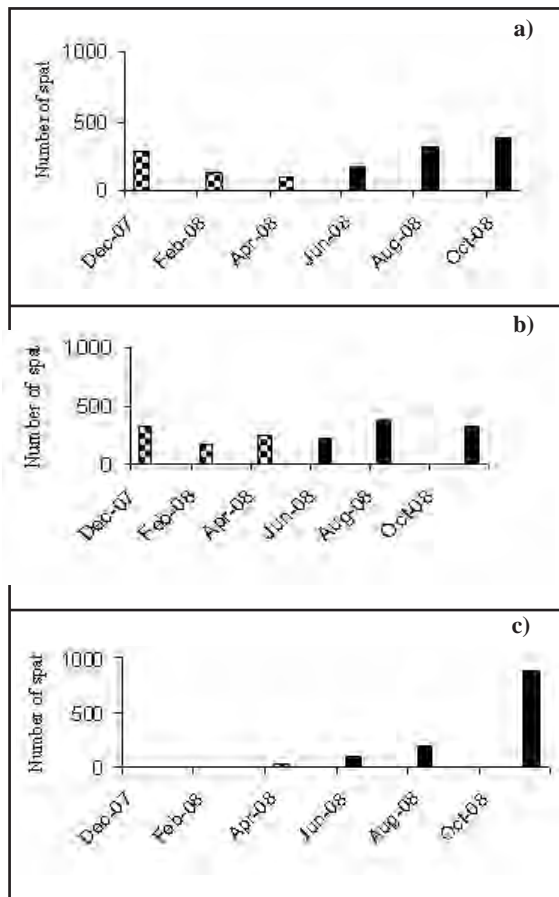 a)
Number of spat
1000
500
0
Dec-07
Feb-08
Apr-08
Jun-08
Aug-08
Oct-08
b)
Number of spat
1000
500
0
Dec-07
Feb-08
Apr-08
Jun-08
Aug-08
Oct-08
c)
Number of spat
1000
500
0
Dec-07
Feb-08
Apr-08
Jun-08
Aug-08
Oct-08